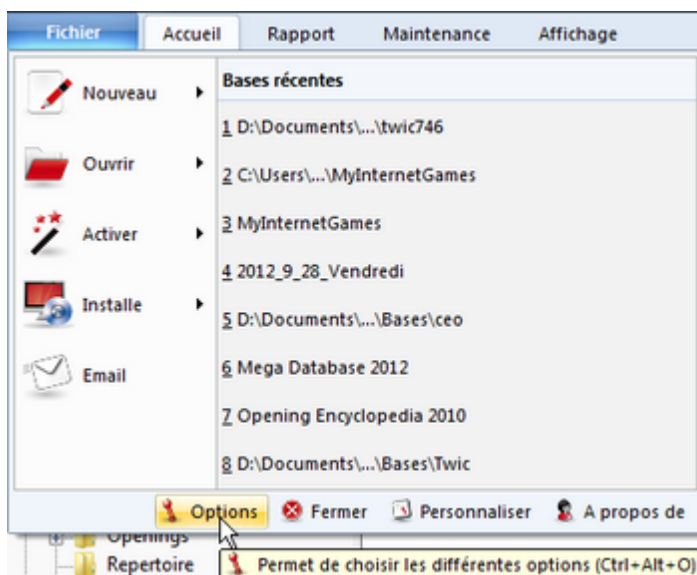 Fichier Accueil Rapport Maintenance Affichage
Nouveau
Ouvrir
Activer
Installe
Email
Bases récentes
1 D:\Documents\...\twic746
2 C:\Users\...\MyInternetGames
3 MyInternetGames
4 2012_9_28_Vendredi
5 D:\Documents\...\Bases\ceo
6 Mega Database 2012
7 Opening Encyclopedia 2010
8 D:\Documents\...\Bases\Twic
Options Fermer Personnaliser A propos de
Openings
Repertoire
Permet de choisir les différentes options (Ctrl+Alt+O)